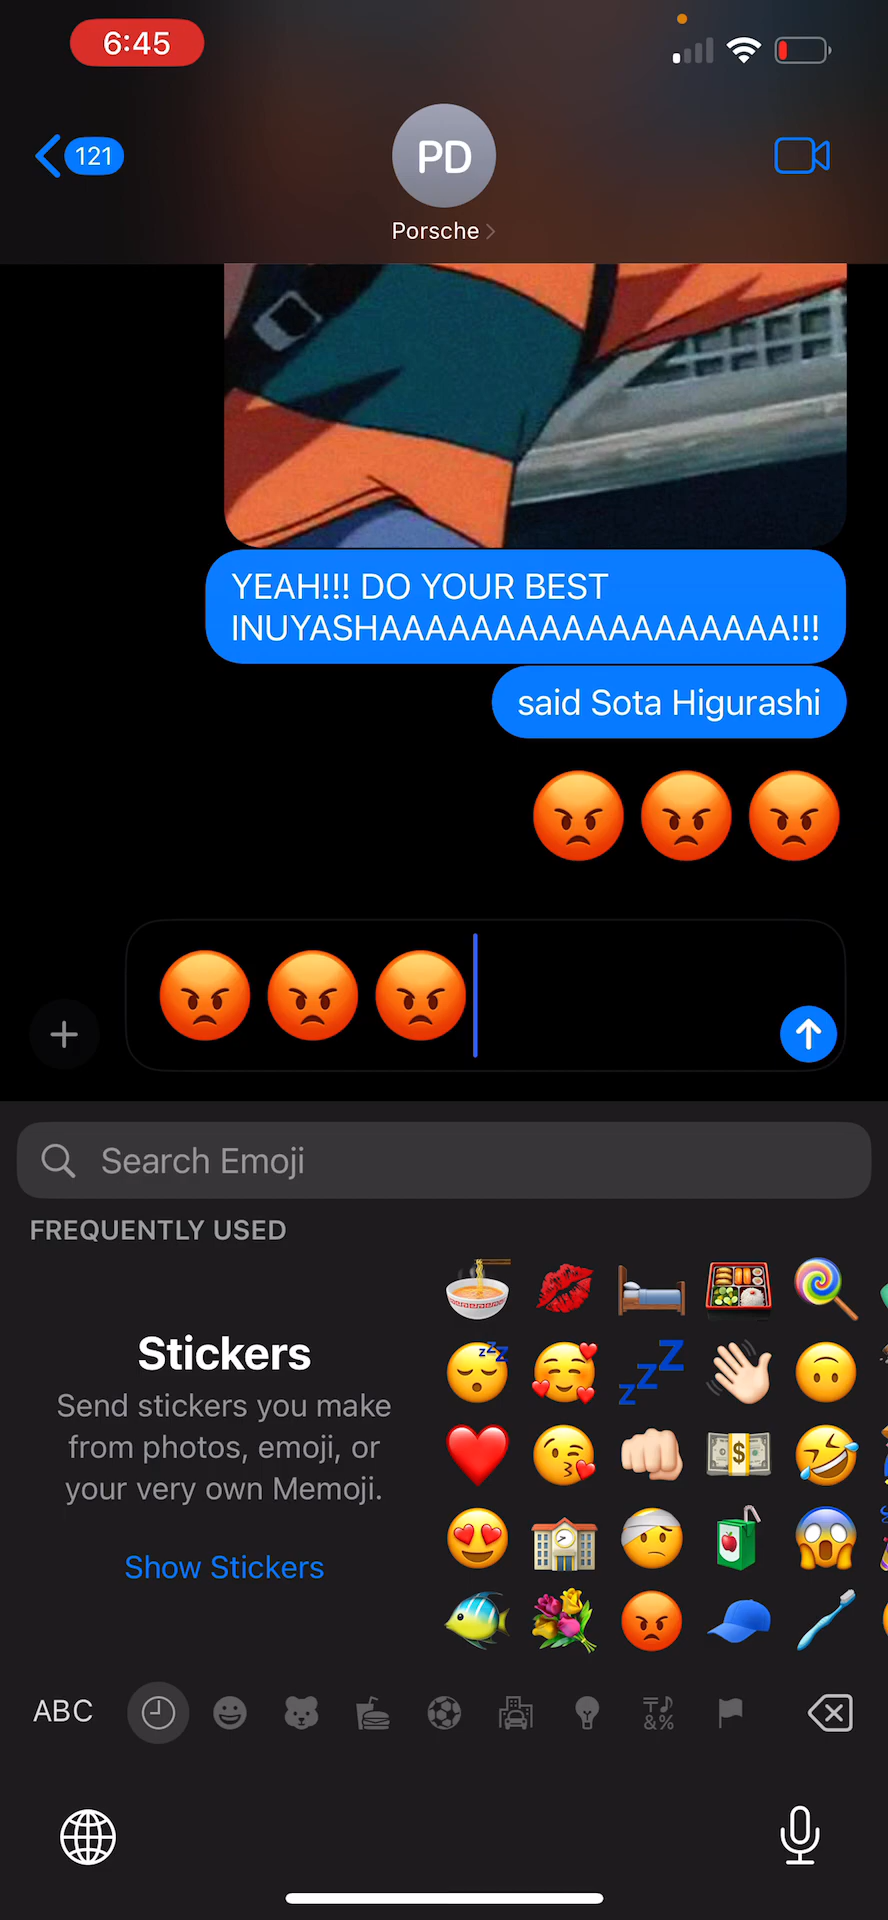 6:45
121
PD
Porsche
YEAH!!! DO YOUR BEST
INUYASHAAAAAAAAAAAAAAAAAA!!!
said Sota Higurashi
Search Emoji
FREQUENTLY USED
Stickers
Send stickers you make
from photos, emoji, or
your very own Memoji.
Show Stickers
ABC